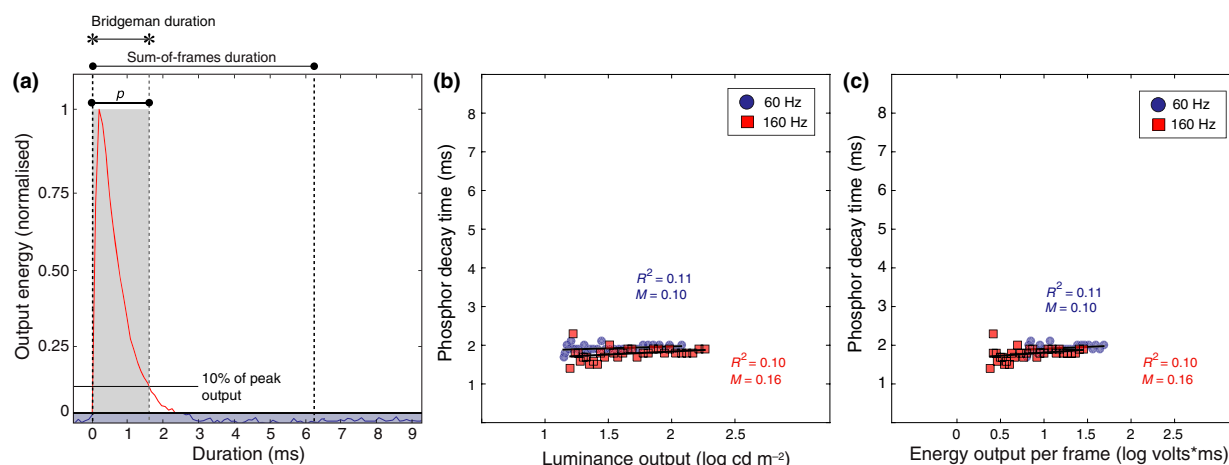 Bridgeman duration
Sum-of-frames duration
(a)
p
1
0.75
0.50
0.25
0
Output energy (normalised)
10% of peak
output
0 1 2 3 4 5 6 7 8 9
Duration (ms)
(b)
60 Hz
160 Hz
8
7
6
5
4
3
2
1
Phosphor decay time (ms)
R² = 0.11
M = 0.10
R² = 0.10
M = 0.16
1 1.5 2 2.5
Luminance output (log cd m⁻²)
(c)
60 Hz
160 Hz
8
7
6
5
4
3
2
1
Phosphor decay time (ms)
R² = 0.11
M = 0.10
R² = 0.10
M = 0.16
0 0.5 1 1.5 2 2.5
Energy output per frame (log volts*ms)